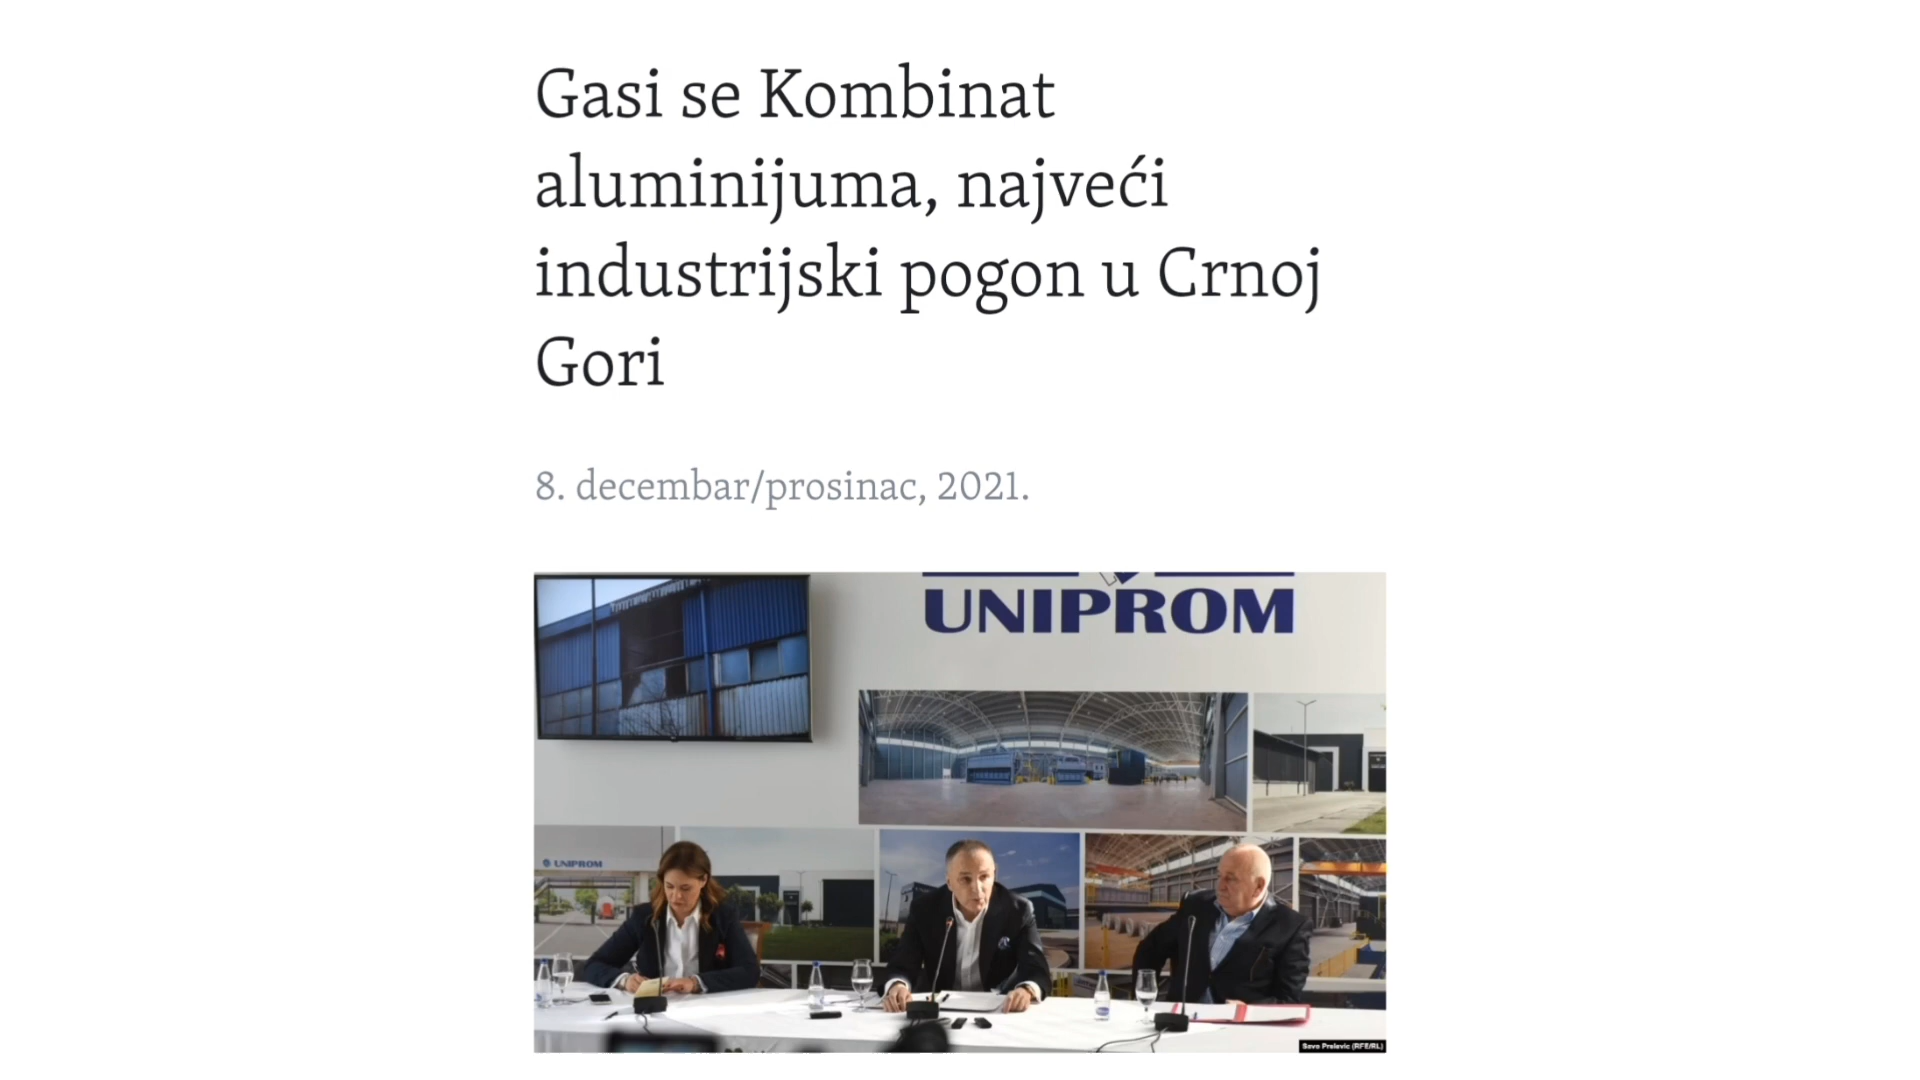 Gasi se Kombinat
aluminijuma, najveći
industrijski pogon u Crnoj
Gori
8. decembar/prosinac, 2021.
UNIPROM
UNIPROM
Savo Prelevic (RFE/RL)